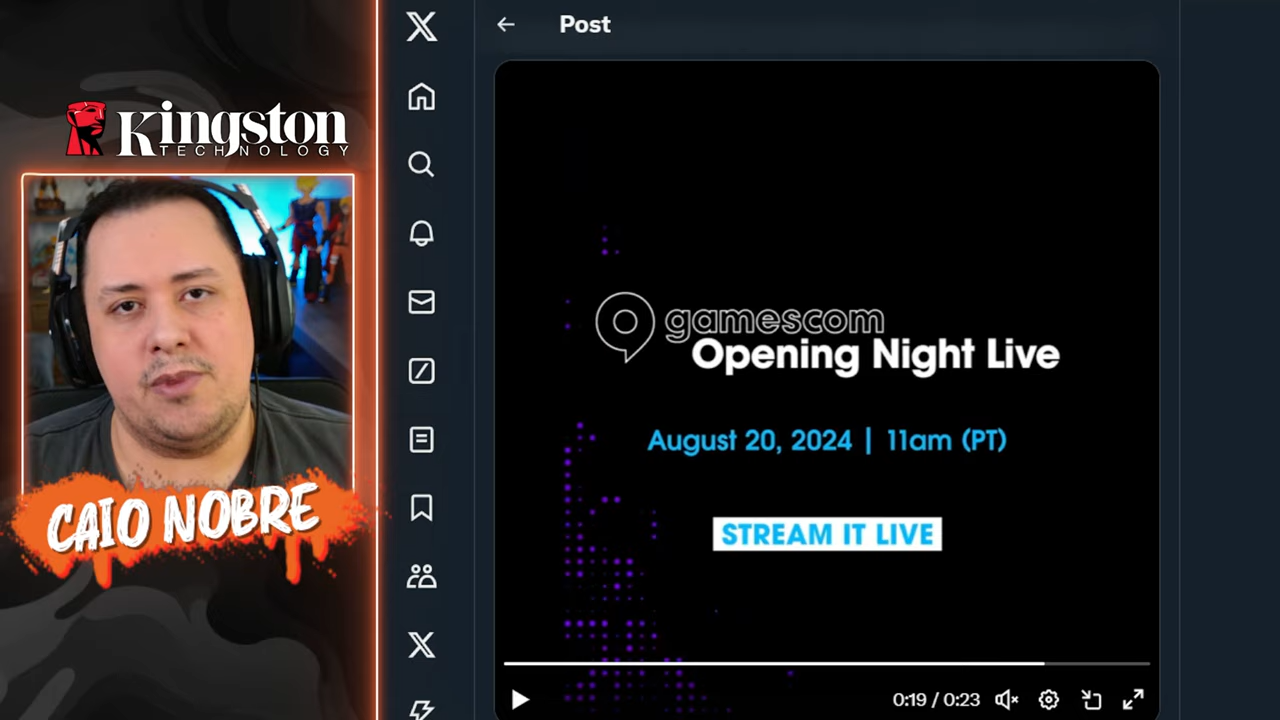 Kingston
TECHNOLOGY
CAIO NOBRE
Post
gamescom
Opening Night Live
August 20, 2024 | 11am (PT)
STREAM IT LIVE
0:19 / 0:23